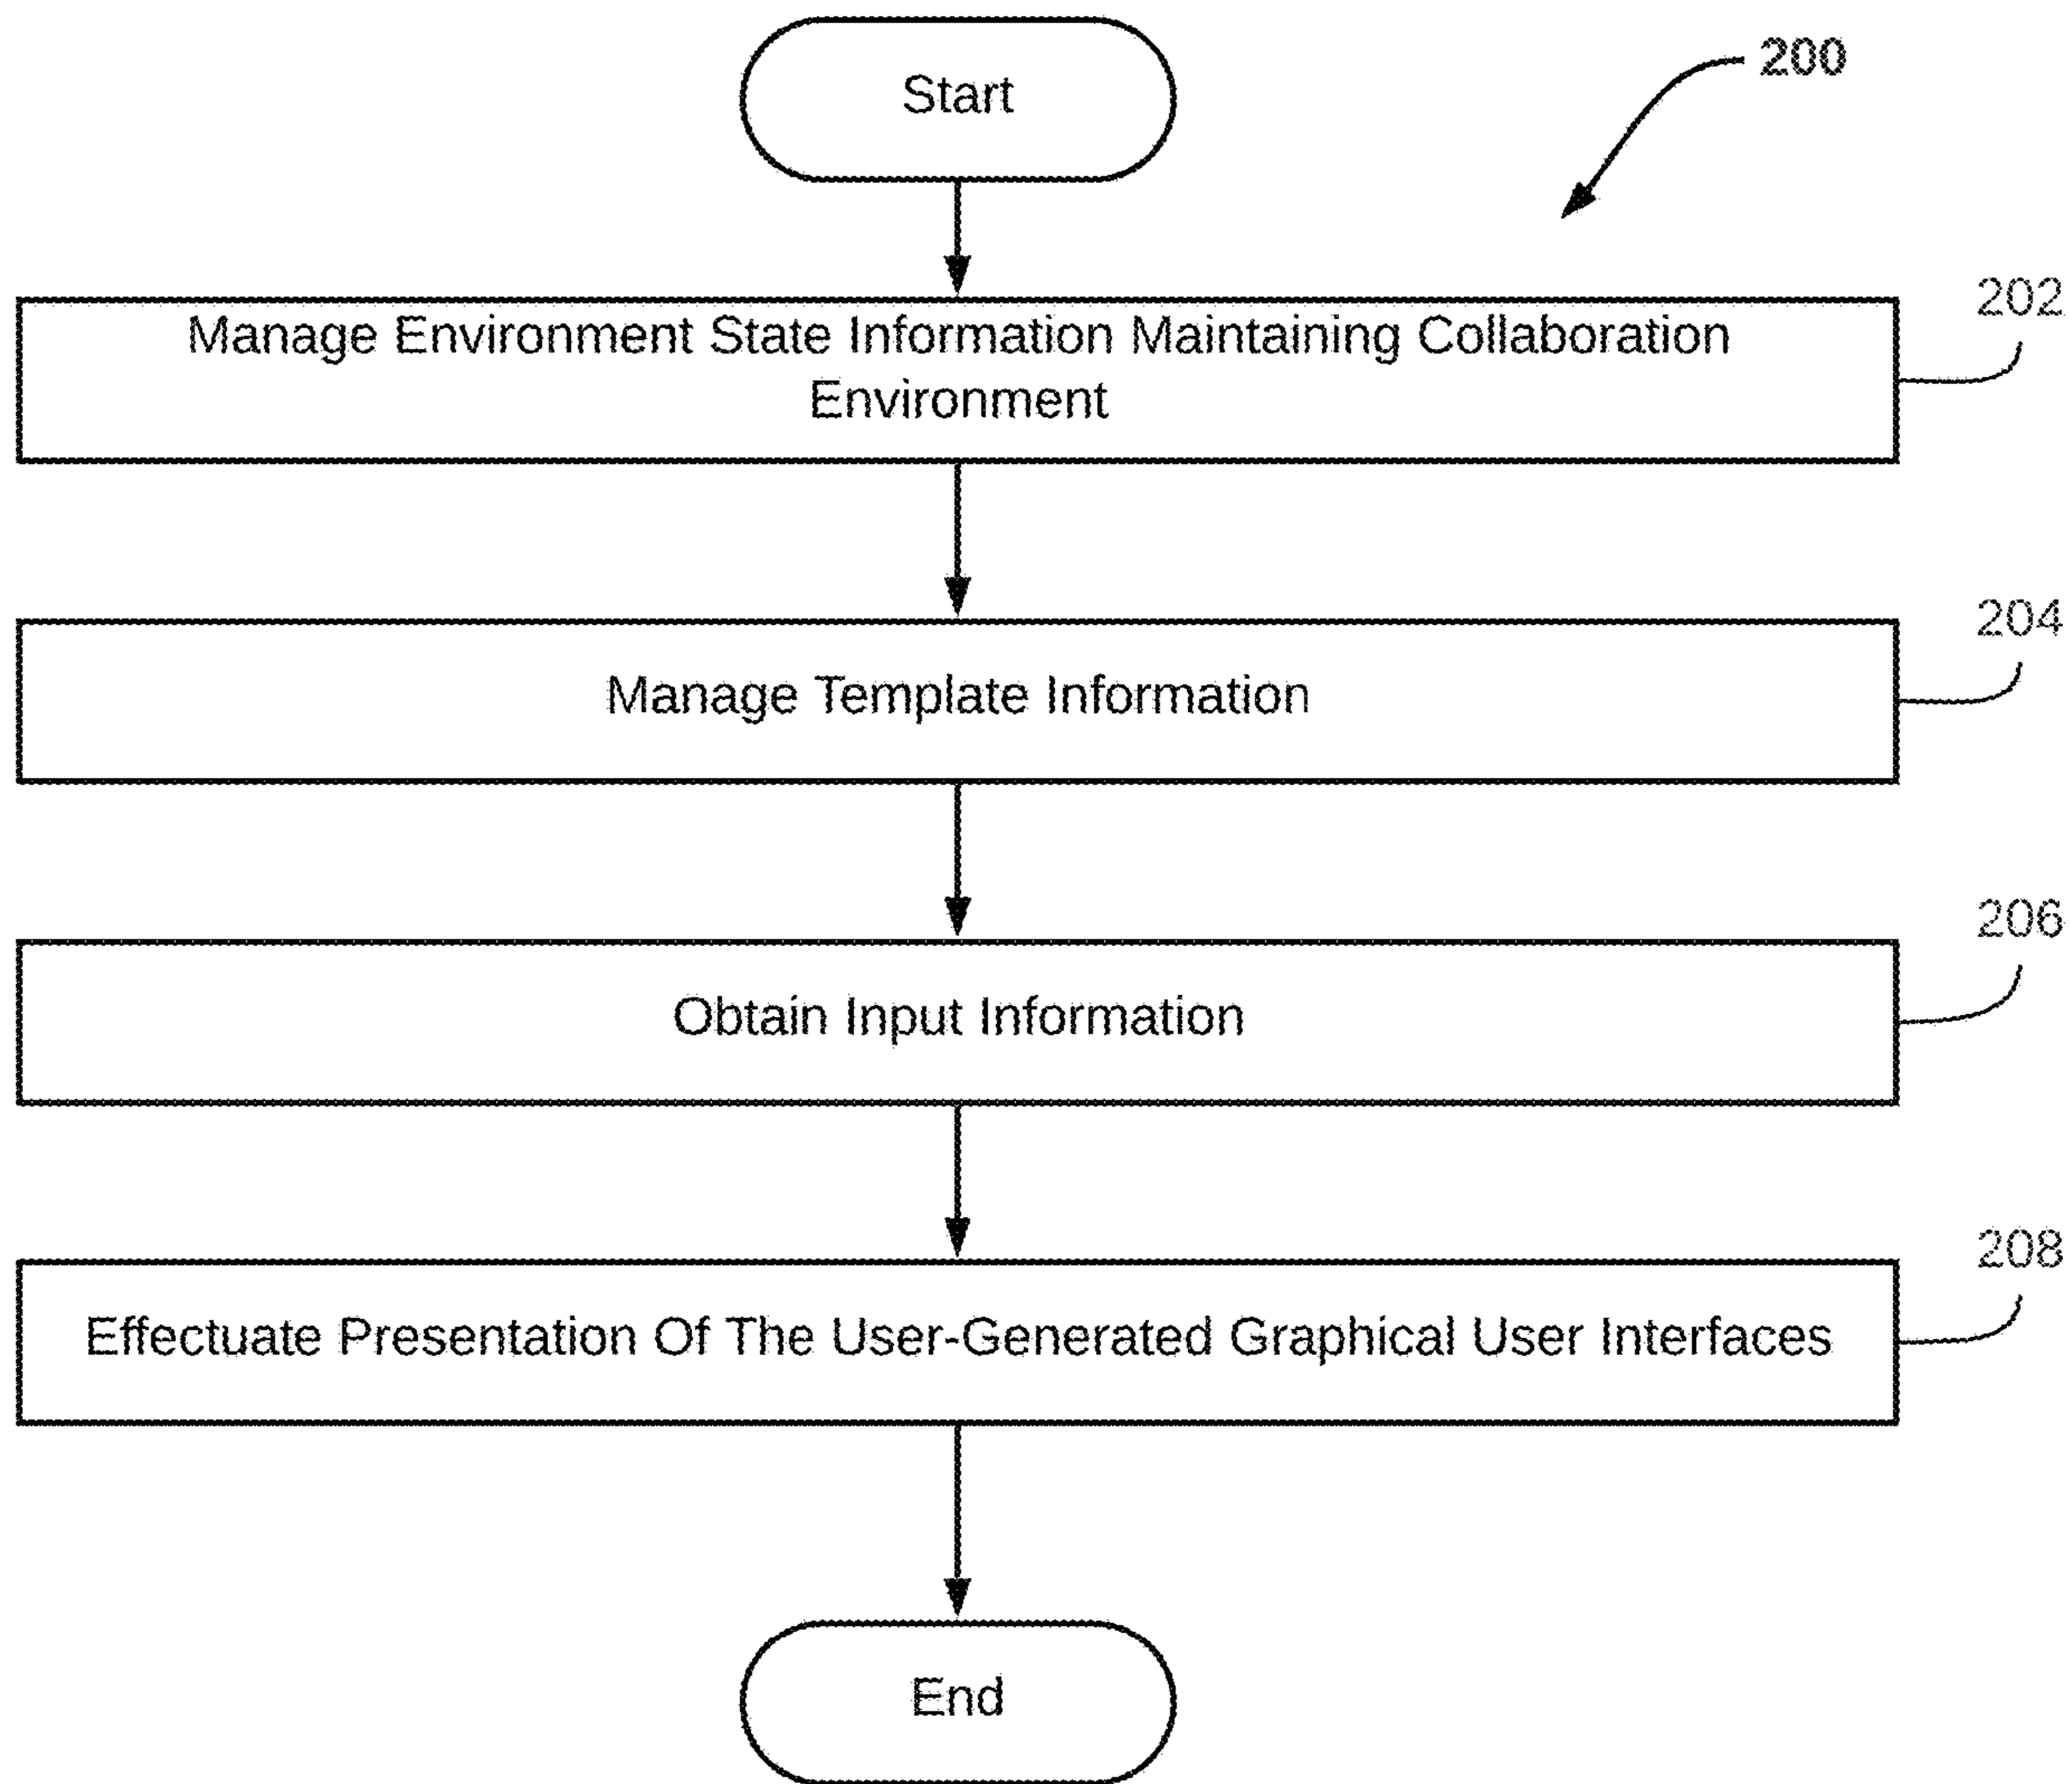 Start
200
202
Manage Environment State Information Maintaining Collaboration
Environment
204
Manage Template Information
206
Obtain Input Information
208
Effectuate Presentation Of The User-Generated Graphical User Interfaces
End